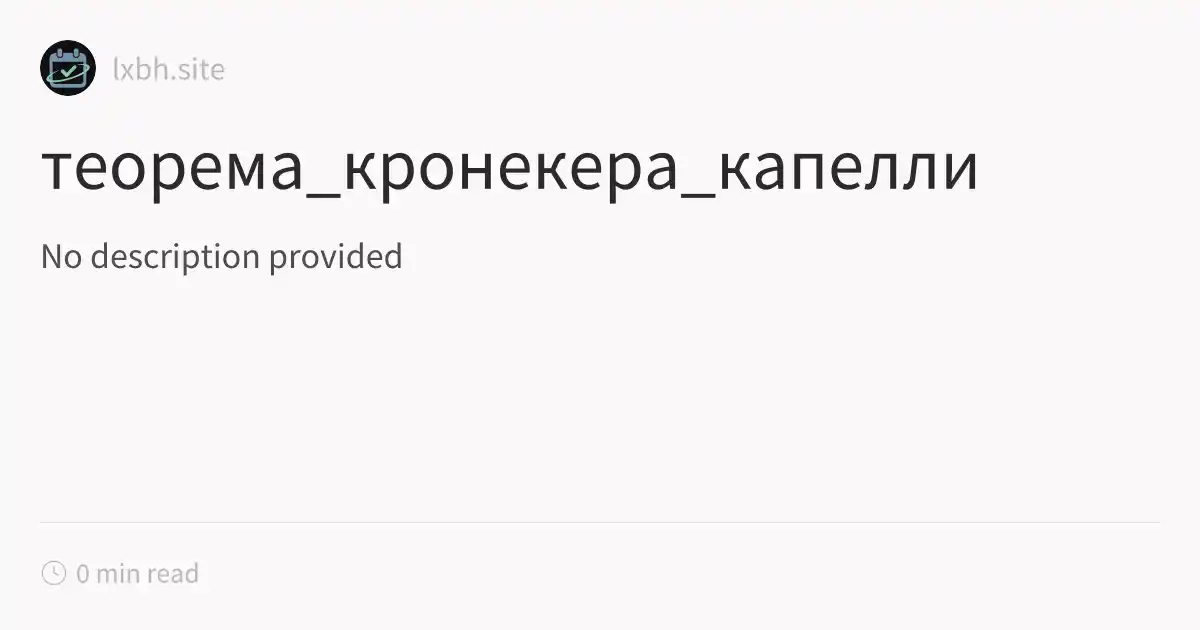 lxbh.site
теорема_кронекера_капелли
No description provided
0 min read